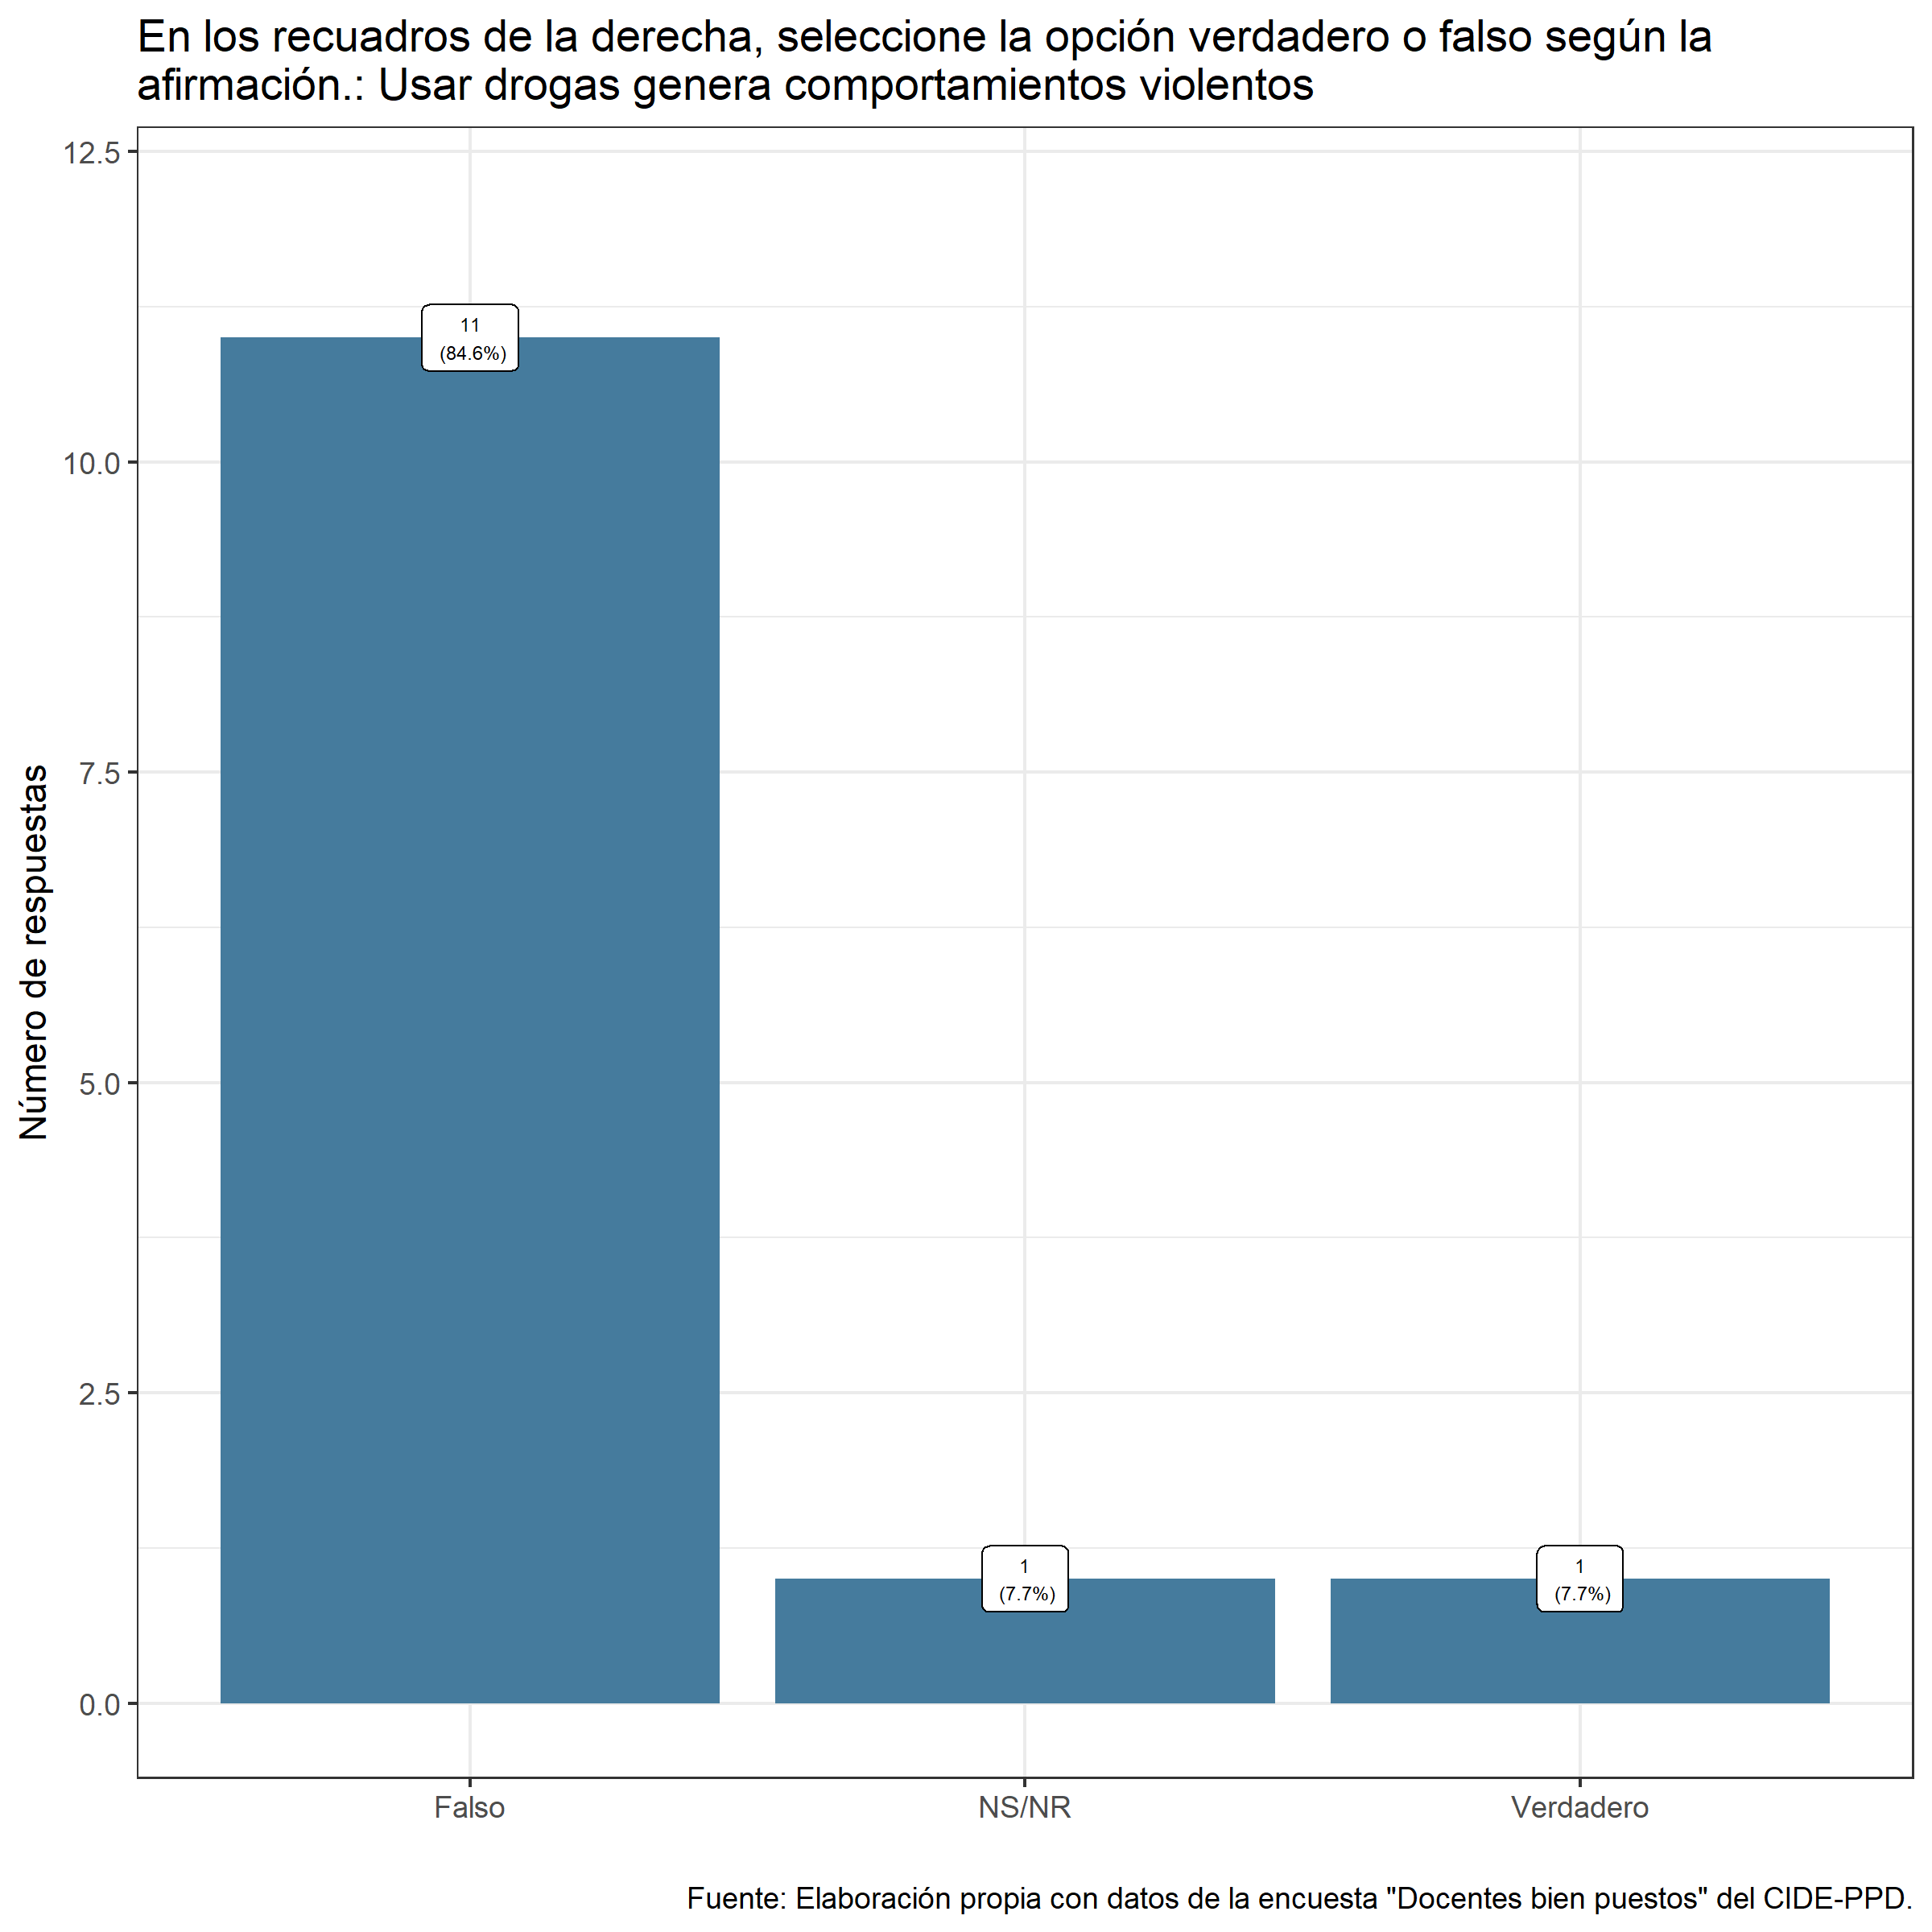 En los recuadros de la derecha, seleccione la opción verdadero o falso según la
afirmación.: Usar drogas genera comportamientos violentos
12.5
10.0
7.5
5.0
2.5
0.0
Número de respuestas
11
(84.6%)
1
(7.7%)
1
(7.7%)
Falso
NS/NR
Verdadero
Fuente: Elaboración propia con datos de la encuesta "Docentes bien puestos" del CIDE-PPD.